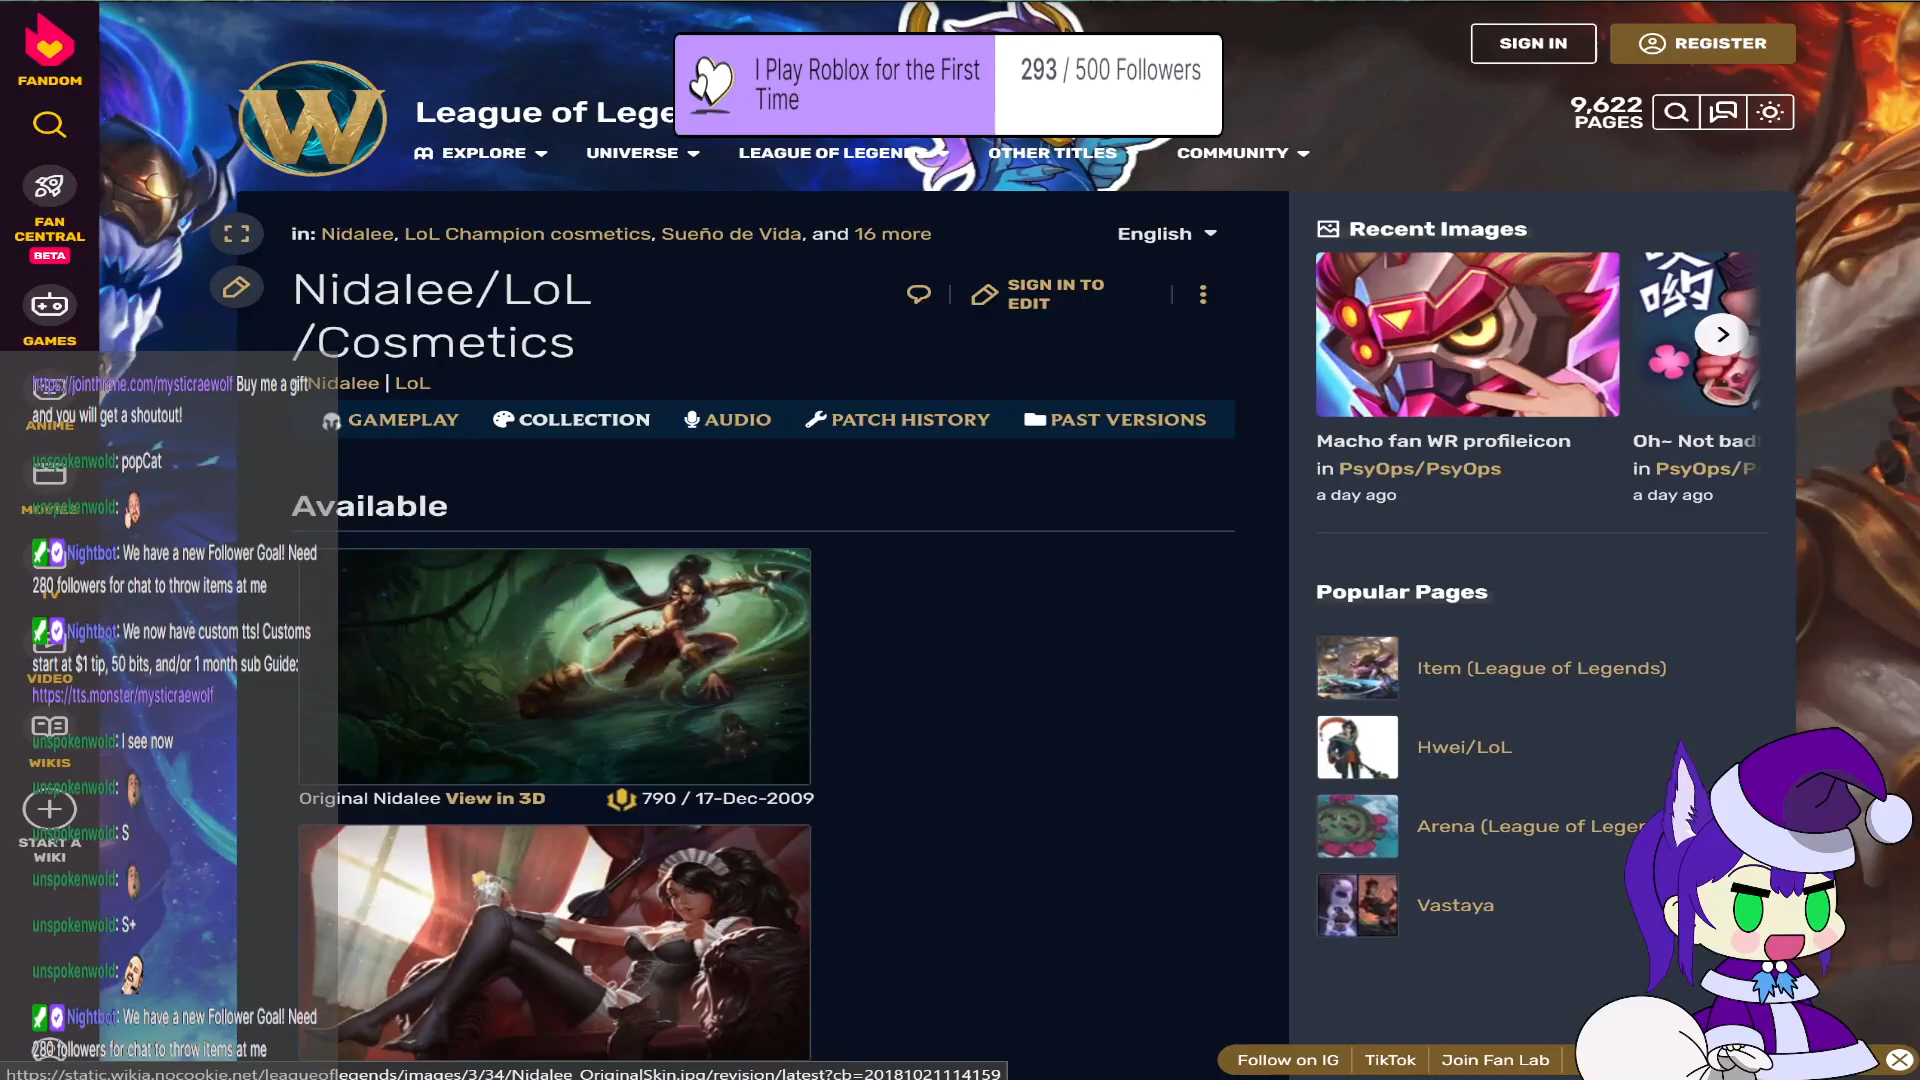 FANDOM
FAN
CENTRAL
BETA
GAMES
ANIME
MOVIES
TV
VIDEO
WIKIS
START A
WIKI
I Play Roblox for the First
Time
293 / 500 Followers
SIGN IN
REGISTER
W
League of Lege
9,622
PAGES
EXPLORE
UNIVERSE
LEAGUE OF LEGEN
OTHER TITLES
COMMUNITY
in: Nidalee, LoL Champion cosmetics, Sueño de Vida, and 16 more
English
Nidalee/LoL
/Cosmetics
SIGN IN TO
EDIT
Nidalee | LoL
GAMEPLAY
COLLECTION
AUDIO
PATCH HISTORY
PAST VERSIONS
Available
Original Nidalee View in 3D
790 / 17-Dec-2009
https://jointhrone.com/mysticraewolf Buy me a gift
and you will get a shoutout!
unspokenwold: popCat
unspokenwold:
Nightbot: We have a new Follower Goal! Need
280 followers for chat to throw items at me
Nightbot: We now have custom tts! Customs
start at $1 tip, 50 bits, and/or 1 month sub Guide:
https://tts.monster/mysticraewolf
unspokenwold: I see now
unspokenwold:
unspokenwold: S
unspokenwold:
unspokenwold: S+
unspokenwold:
Nightbot: We have a new Follower Goal! Need
280 followers for chat to throw items at me
Recent Images
Macho fan WR profileicon
in PsyOps/PsyOps
a day ago
Oh~ Not bad
in PsyOps/P
a day ago
Popular Pages
Item (League of Legends)
Hwei/LoL
Arena (League of Leger
Vastaya
Follow on IG
TikTok
Join Fan Lab
https://static.wikia.nocookie.net/leagueoflegends/images/3/34/Nidalee_OriginalSkin.jpg/revision/latest?cb=20181021114159